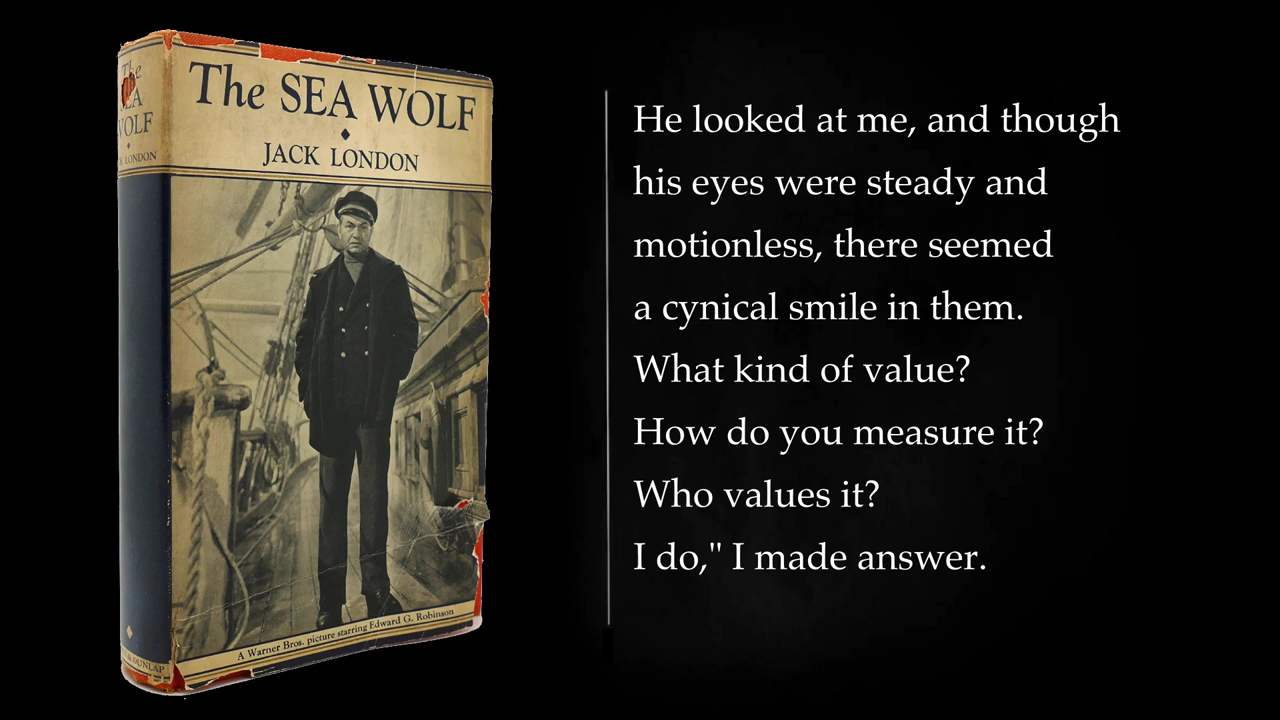 The SEA WOLF
JACK LONDON
The
SEA
WOLF
LONDON
A Warner Bros. picture starring Edward G. Robinson
DUNLAP
He looked at me, and though
his eyes were steady and
motionless, there seemed
a cynical smile in them.
What kind of value?
How do you measure it?
Who values it?
I do," I made answer.